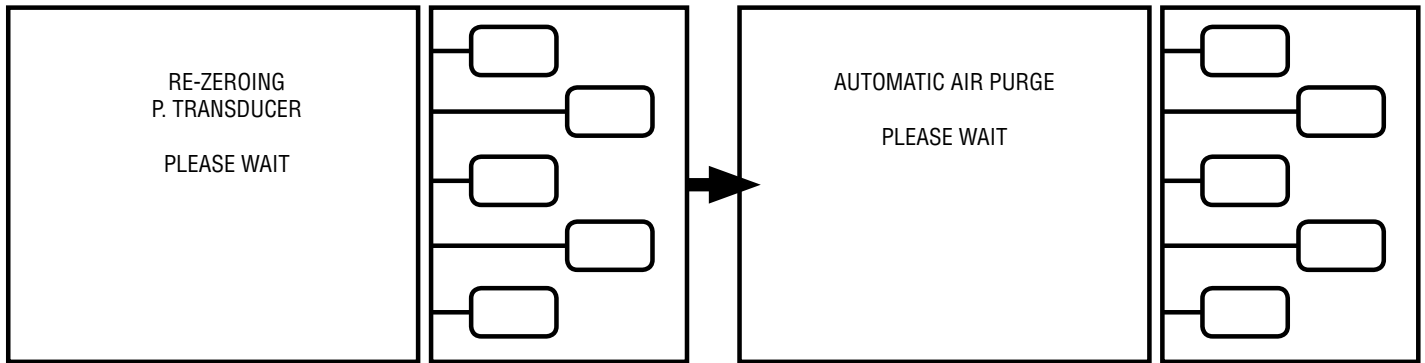 RE-ZEROING
P. TRANSDUCER
PLEASE WAIT
AUTOMATIC AIR PURGE
PLEASE WAIT